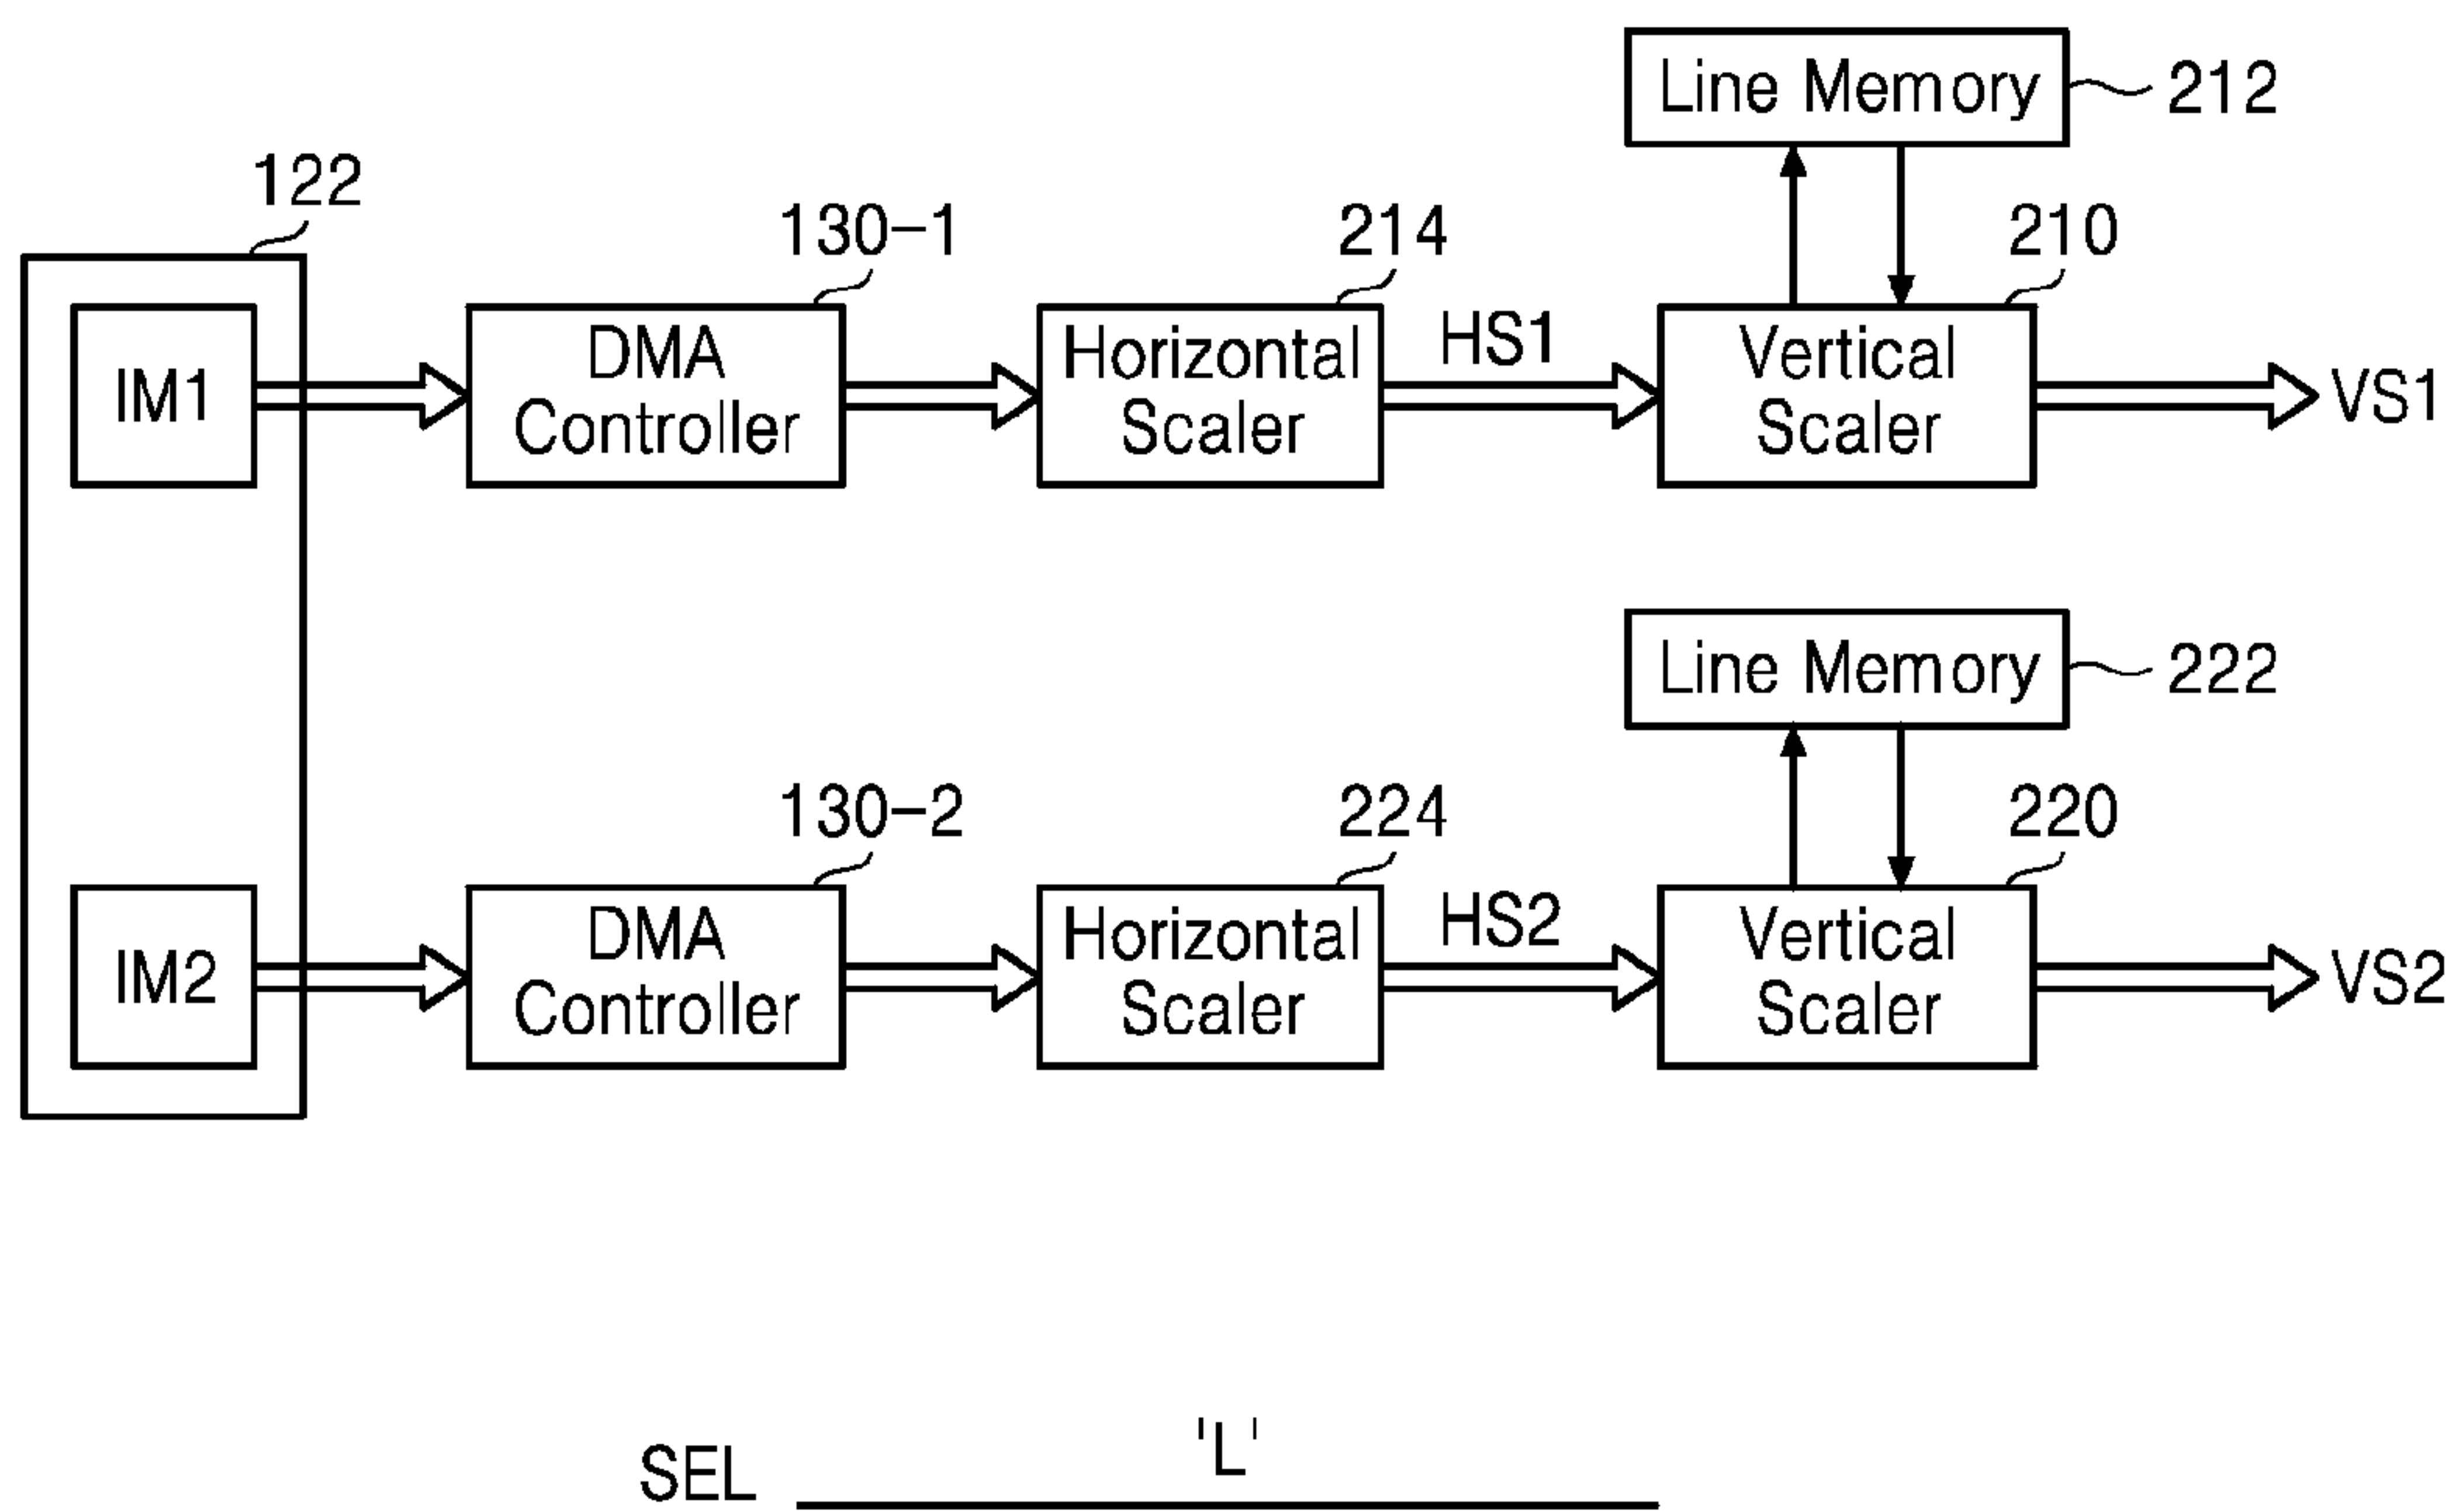 Line Memory
212
122
130-1
214
210
IM1
DMA
Controller
Horizontal
Scaler
HS1
Vertical
Scaler
VS1
Line Memory
222
130-2
224
220
IM2
DMA
Controller
Horizontal
Scaler
HS2
Vertical
Scaler
VS2
SEL
'L'